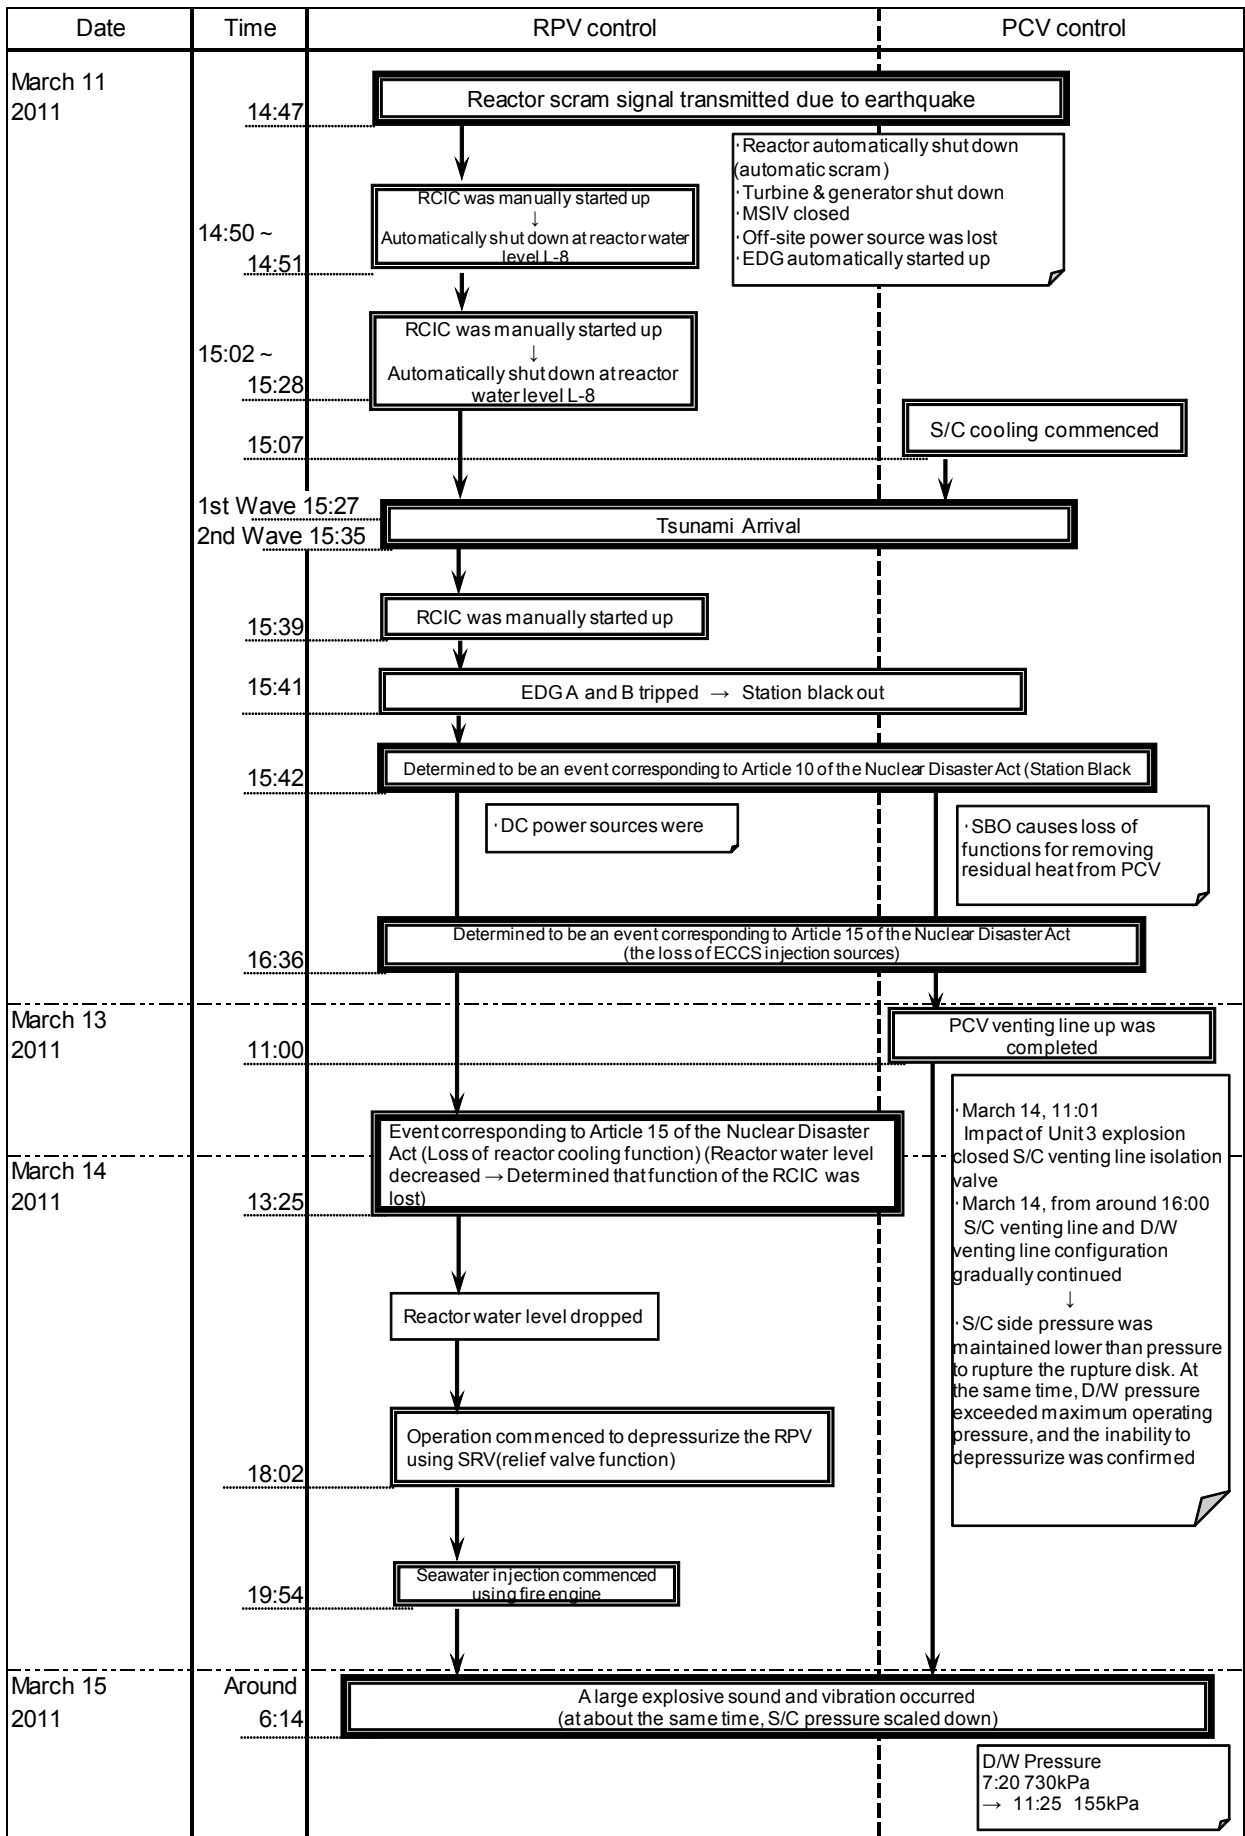 Date
Time
RPV control
PCV control
March 11
2011
14:47
Reactor scram signal transmitted due to earthquake
·Reactor automatically shut down
(automatic scram)
·Turbine & generator shut down
·MSIV closed
·Off-site power source was lost
·EDG automatically started up
14:50 ~
14:51
RCIC was manually started up
↓
Automatically shut down at reactor water
level L-8
15:02 ~
15:28
RCIC was manually started up
↓
Automatically shut down at reactor
water level L-8
15:07
S/C cooling commenced
1st Wave 15:27
2nd Wave 15:35
Tsunami Arrival
15:39
RCIC was manually started up
15:41
EDG A and B tripped → Station black out
15:42
Determined to be an event corresponding to Article 10 of the Nuclear Disaster Act (Station Black
·DC power sources were
·SBO causes loss of
functions for removing
residual heat from PCV
16:36
Determined to be an event corresponding to Article 15 of the Nuclear Disaster Act
(the loss of ECCS injection sources)
March 13
2011
11:00
PCV venting line up was
completed
·March 14, 11:01
Impact of Unit 3 explosion
closed S/C venting line isolation
valve
·March 14, from around 16:00
S/C venting line and D/W
venting line configuration
gradually continued
↓
·S/C side pressure was
maintained lower than pressure
to rupture the rupture disk. At
the same time, D/W pressure
exceeded maximum operating
pressure, and the inability to
depressurize was confirmed
March 14
2011
13:25
Event corresponding to Article 15 of the Nuclear Disaster
Act (Loss of reactor cooling function) (Reactor water level
decreased → Determined that function of the RCIC was
lost)
Reactor water level dropped
18:02
Operation commenced to depressurize the RPV
using SRV(relief valve function)
19:54
Seawater injection commenced
using fire engine
March 15
2011
Around
6:14
A large explosive sound and vibration occurred
(at about the same time, S/C pressure scaled down)
D/W Pressure
7:20 730kPa
→ 11:25 155kPa